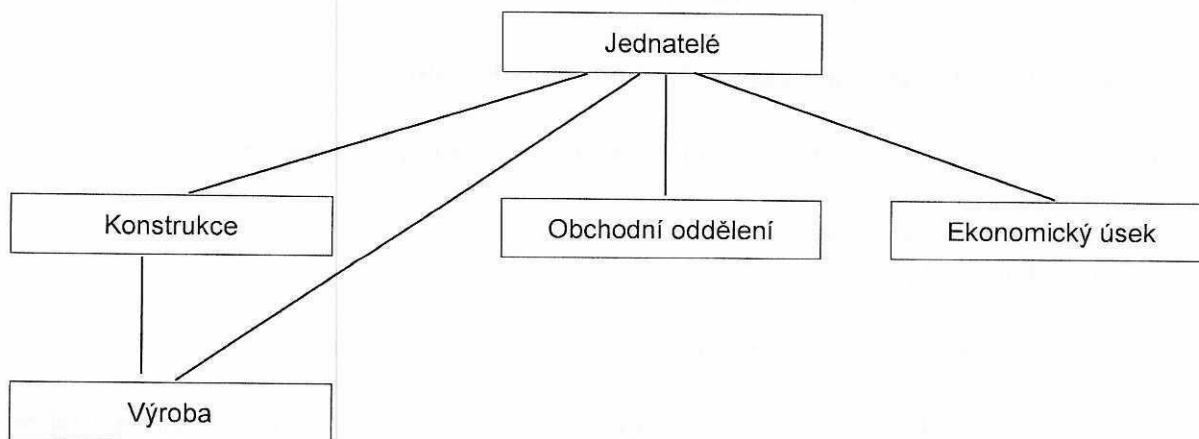 Jednatelé
Konstrukce
Obchodní oddělení
Ekonomický úsek
Výroba